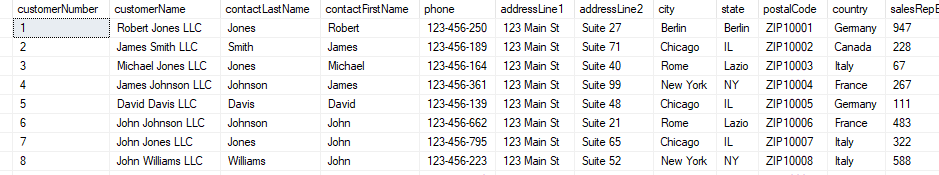 customerNumber customerName contactLastName contactFirstName phone addressLine1 addressLine2 city state postalCode country salesRepE
1 Robert Jones LLC Jones Robert 123-456-250 123 Main St Suite 27 Berlin Berlin ZIP10001 Germany 947
2 James Smith LLC Smith James 123-456-189 123 Main St Suite 71 Chicago IL ZIP10002 Canada 228
3 Michael Jones LLC Jones Michael 123-456-164 123 Main St Suite 40 Rome Lazio ZIP10003 Italy 67
4 James Johnson LLC Johnson James 123-456-361 123 Main St Suite 99 New York NY ZIP10004 France 267
5 David Davis LLC Davis David 123-456-139 123 Main St Suite 48 Chicago IL ZIP10005 Germany 111
6 John Johnson LLC Johnson John 123-456-662 123 Main St Suite 21 Rome Lazio ZIP10006 France 483
7 John Jones LLC Jones John 123-456-795 123 Main St Suite 65 Chicago IL ZIP10007 Italy 322
8 John Williams LLC Williams John 123-456-223 123 Main St Suite 52 New York NY ZIP10008 Italy 588